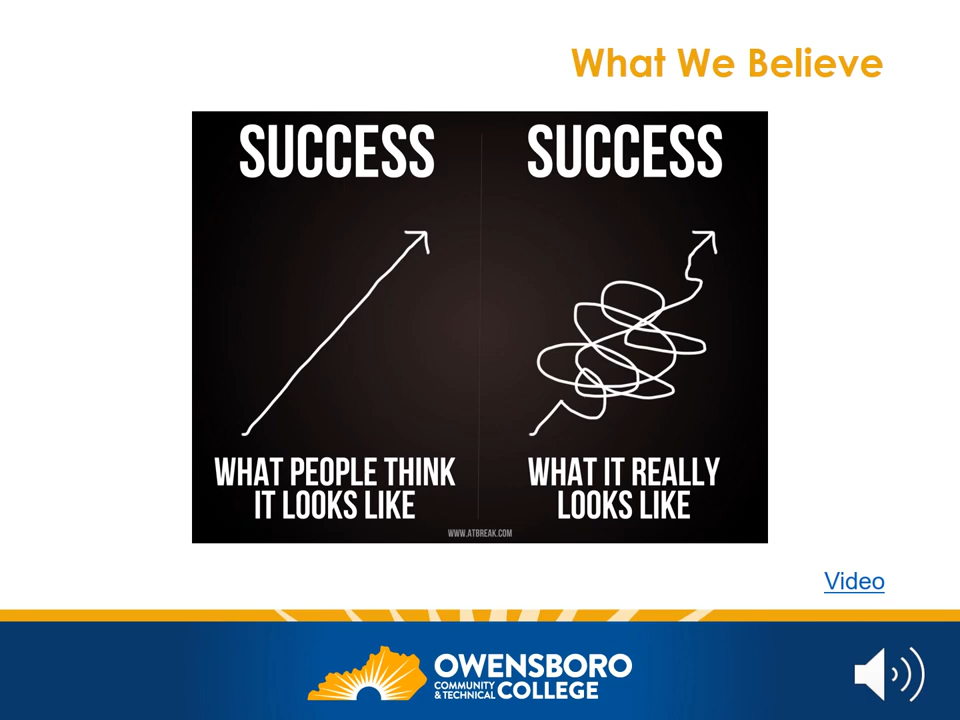 What We Believe
SUCCESS
WHAT PEOPLE THINK
IT LOOKS LIKE
SUCCESS
WHAT IT REALLY
LOOKS LIKE
WWW.ATBREAK.COM
Video
OWENSBORO
COMMUNITY
& TECHNICAL
COLLEGE